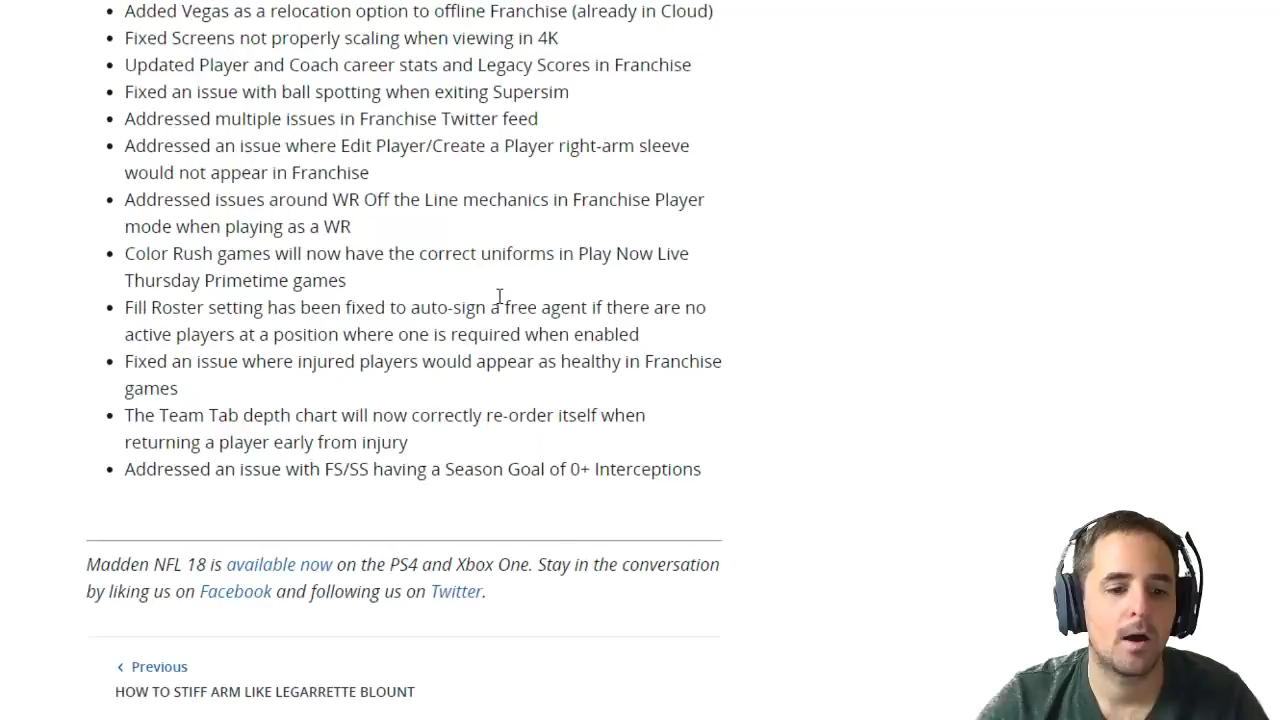 Added Vegas as a relocation option to offline Franchise (already in Cloud)
Fixed Screens not properly scaling when viewing in 4K
Updated Player and Coach career stats and Legacy Scores in Franchise
Fixed an issue with ball spotting when exiting Supersim
Addressed multiple issues in Franchise Twitter feed
Addressed an issue where Edit Player/Create a Player right-arm sleeve
would not appear in Franchise
Addressed issues around WR Off the Line mechanics in Franchise Player
mode when playing as a WR
Color Rush games will now have the correct uniforms in Play Now Live
Thursday Primetime games
Fill Roster setting has been fixed to auto-sign a free agent if there are no
active players at a position where one is required when enabled
Fixed an issue where injured players would appear as healthy in Franchise
games
The Team Tab depth chart will now correctly re-order itself when
returning a player early from injury
Addressed an issue with FS/SS having a Season Goal of 0+ Interceptions
Madden NFL 18 is available now on the PS4 and Xbox One. Stay in the conversation
by liking us on Facebook and following us on Twitter.
Previous
HOW TO STIFF ARM LIKE LEGARRETTE BLOUNT